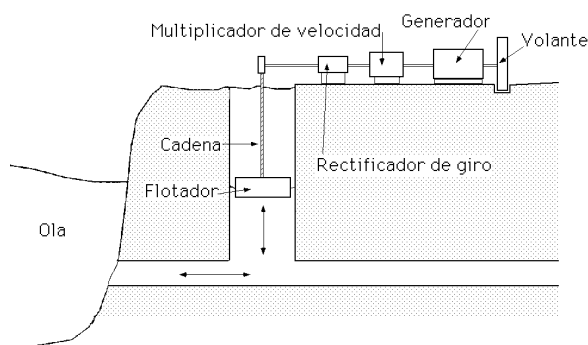 Generador
Multiplicador de velocidad
Volante
Cadena
Rectificador de giro
Flotador
Ola